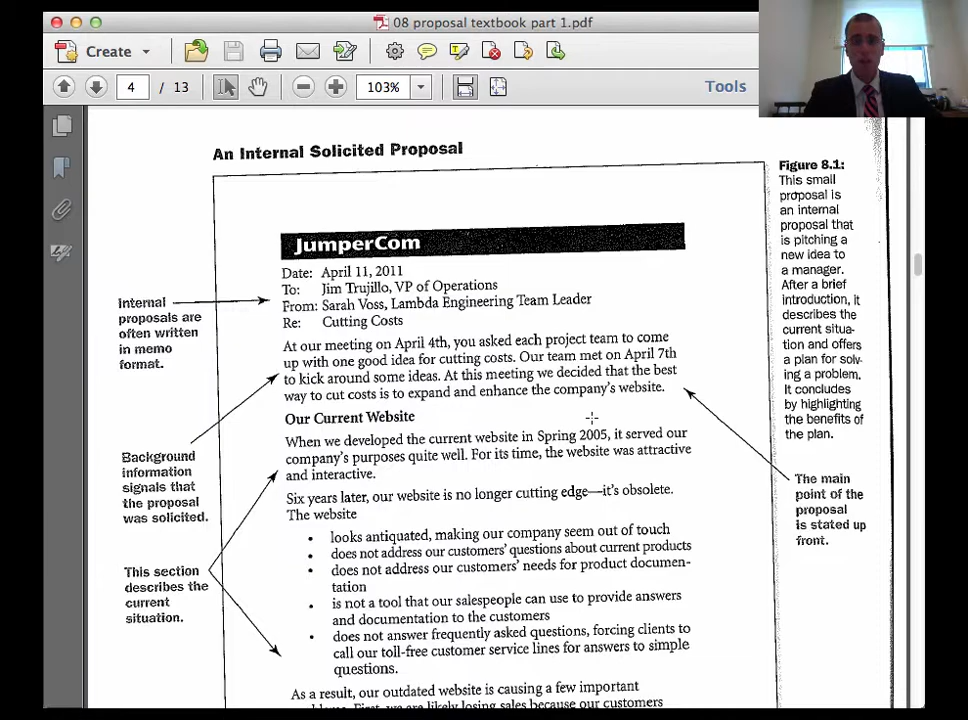 08 proposal textbook part 1.pdf
Create
4 / 13
103%
Tools
An Internal Solicited Proposal
JumperCom
Date: April 11, 2011
To: Jim Trujillo, VP of Operations
From: Sarah Voss, Lambda Engineering Team Leader
Re: Cutting Costs
At our meeting on April 4th, you asked each project team to come
up with one good idea for cutting costs. Our team met on April 7th
to kick around some ideas. At this meeting we decided that the best
way to cut costs is to expand and enhance the company's website.
Our Current Website
When we developed the current website in Spring 2005, it served our
company's purposes quite well. For its time, the website was attractive
and interactive.
Six years later, our website is no longer cutting edge—it's obsolete.
The website
• looks antiquated, making our company seem out of touch
• does not address our customers' questions about current products
• does not address our customers' needs for product documen-
tation
• is not a tool that our salespeople can use to provide answers
and documentation to the customers
• does not answer frequently asked questions, forcing clients to
call our toll-free customer service lines for answers to simple
questions.
As a result, our outdated website is causing a few important
problems. First, we are likely losing sales because our customers
Internal
proposals are
often written
in memo
format.
Background
information
signals that
the proposal
was solicited.
This section
describes the
current
situation.
Figure 8.1:
This small
proposal is
an internal
proposal that
is pitching a
new idea to
a manager.
After a brief
introduction, it
describes the
current situa-
tion and offers
a plan for solv-
ing a problem.
It concludes
by highlighting
the benefits of
the plan.
The main
point of the
proposal
is stated up
front.